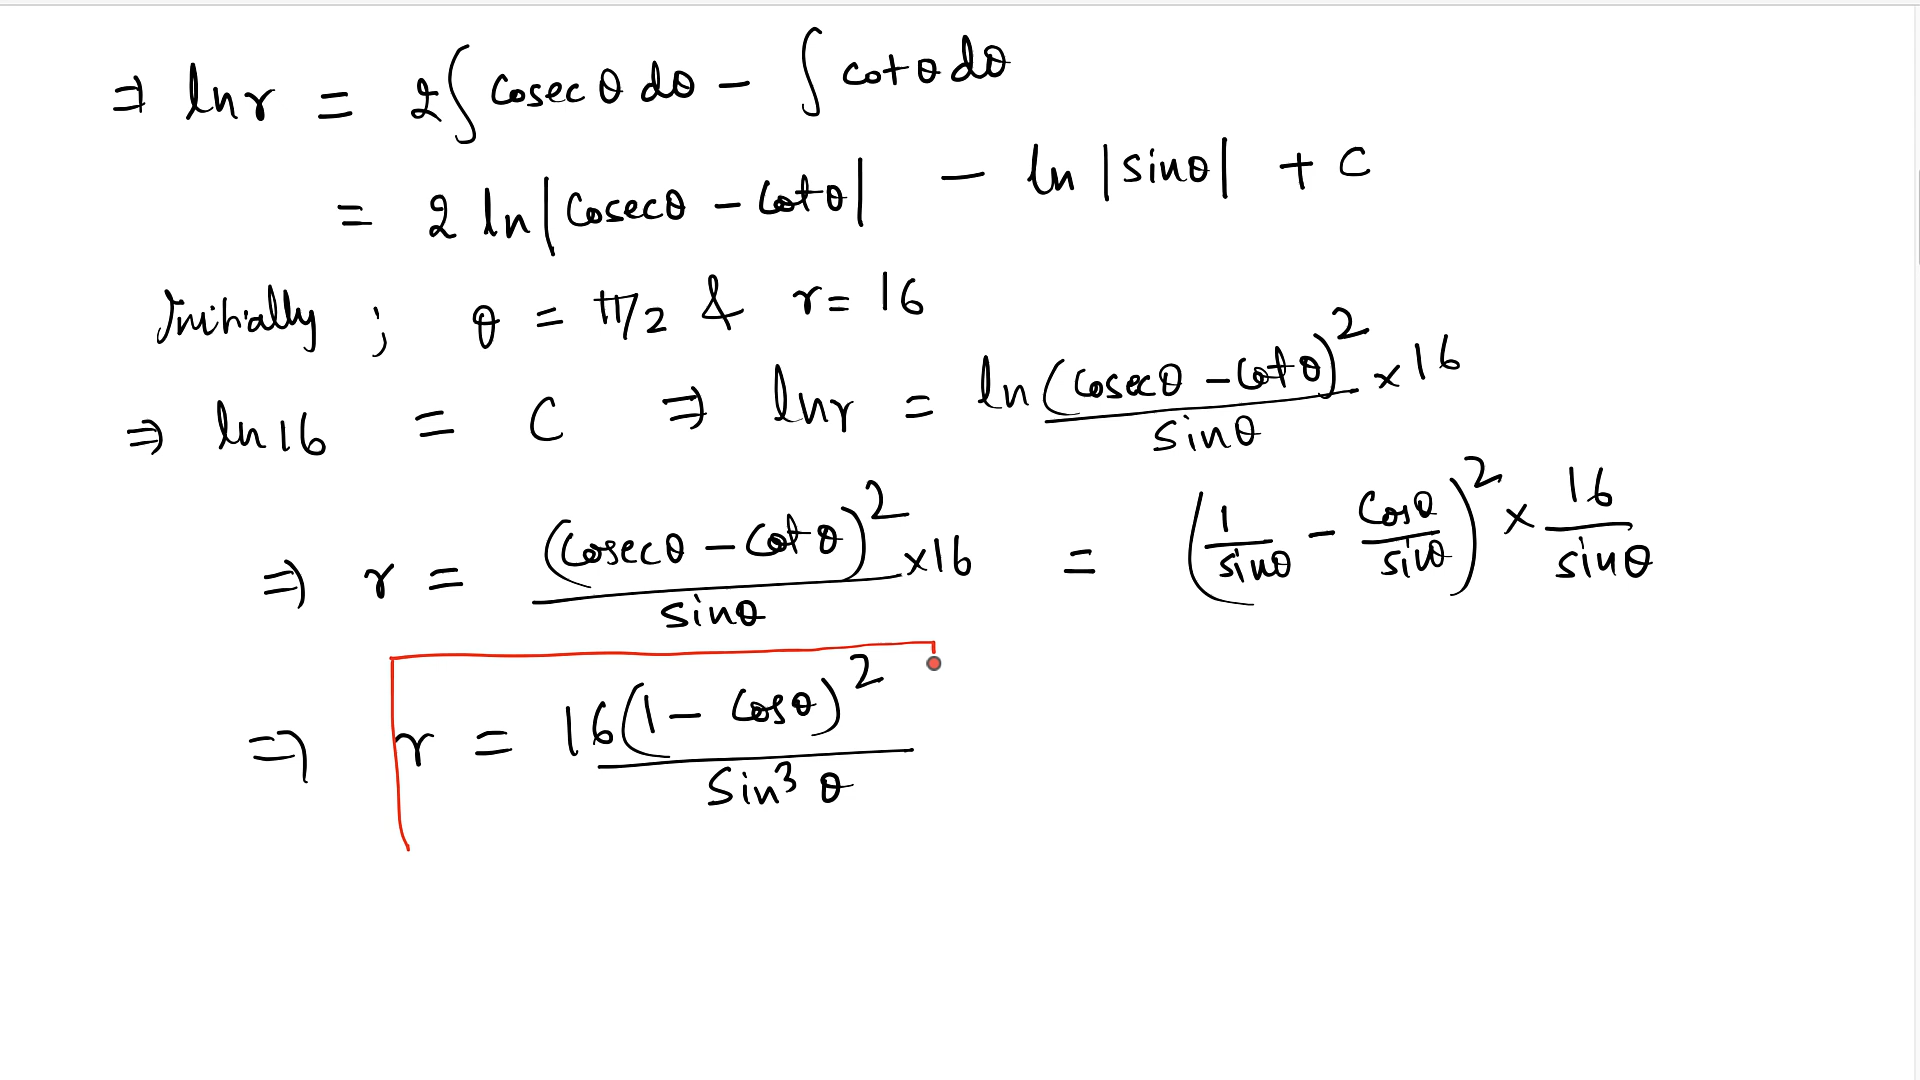 ⇒ ln r = 2∫cosec θ dθ − ∫cot θ dθ
= 2 ln|cosec θ − cot θ| − ln |sin θ| + C
Initially ; θ = π/2 & r = 16
⇒ ln 16 = C ⇒ ln r = ln (cosec θ − cot θ)² / sin θ × 16
⇒ r = (cosec θ − cot θ)² / sin θ × 16 = (1/sin θ − cos θ/sin θ)² × 16/sin θ
⇒ r = 16(1 − cos θ)² / sin³ θ